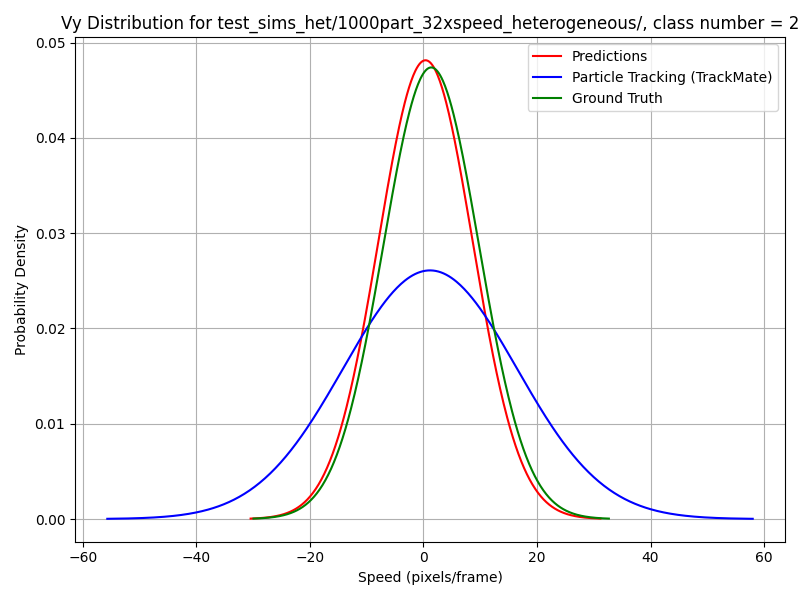 Vy Distribution for test_sims_het/1000part_32xspeed_heterogeneous/, class number = 2
Predictions
Particle Tracking (TrackMate)
Ground Truth
0.05
0.04
0.03
0.02
0.01
0.00
Probability Density
−60 −40 −20 0 20 40 60
Speed (pixels/frame)